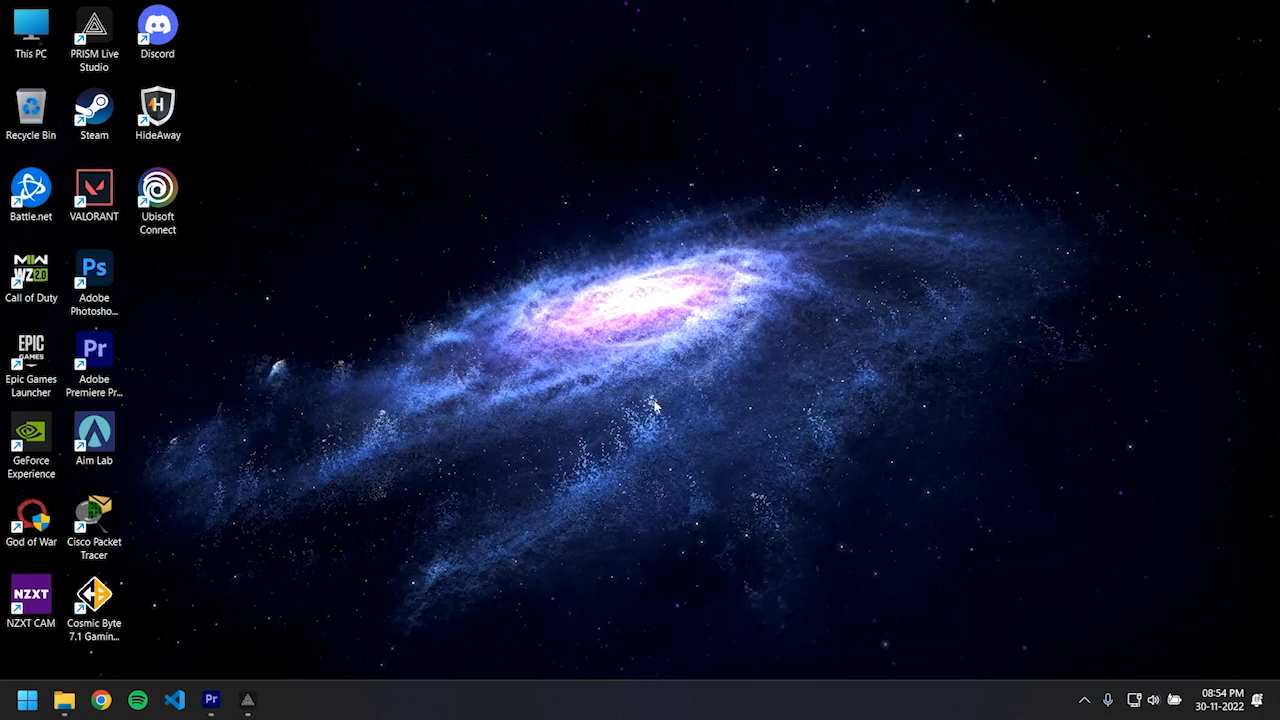 This PC
PRISM Live
Studio
Discord
Recycle Bin
Steam
HideAway
Battle.net
VALORANT
Ubisoft
Connect
MW
WZ2.0
Call of Duty
Ps
Adobe
Photosho...
EPIC
GAMES
Epic Games
Launcher
Pr
Adobe
Premiere Pr...
GeForce
Experience
Aim Lab
God of War
Cisco Packet
Tracer
NZXT
NZXT CAM
Cosmic Byte
7.1 Gamin...
Pr
08:54 PM
30-11-2022